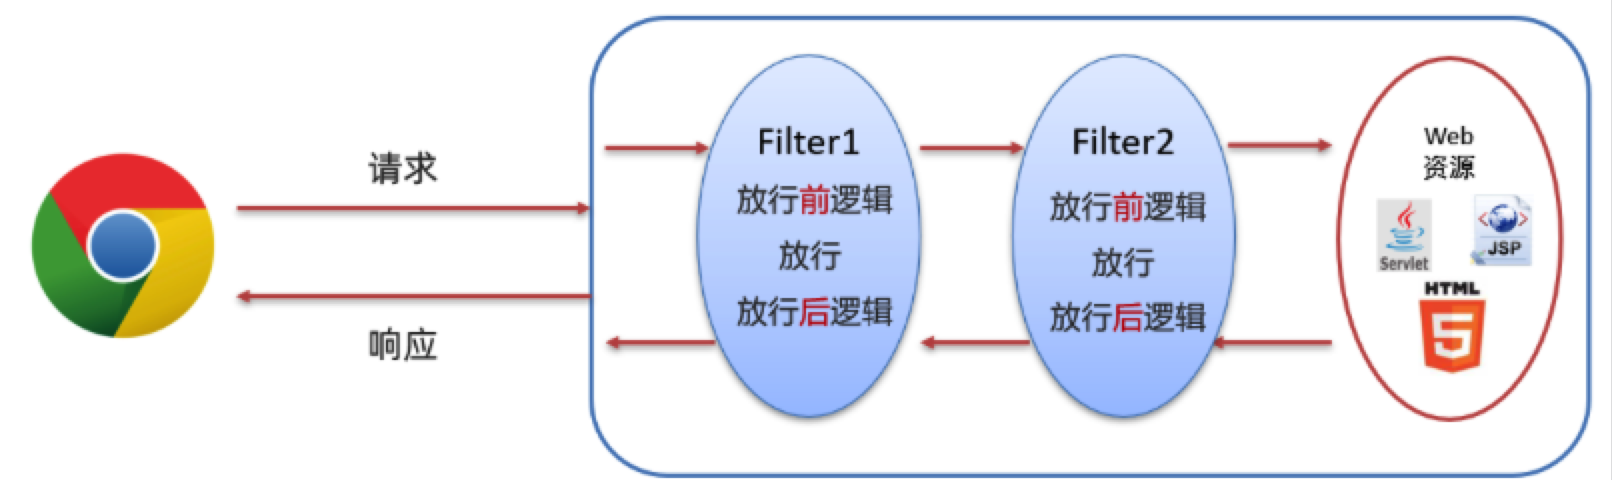 请求
响应
Filter1
放行前逻辑
放行
放行后逻辑
Filter2
放行前逻辑
放行
放行后逻辑
Web
资源
Servlet
JSP
HTML
5